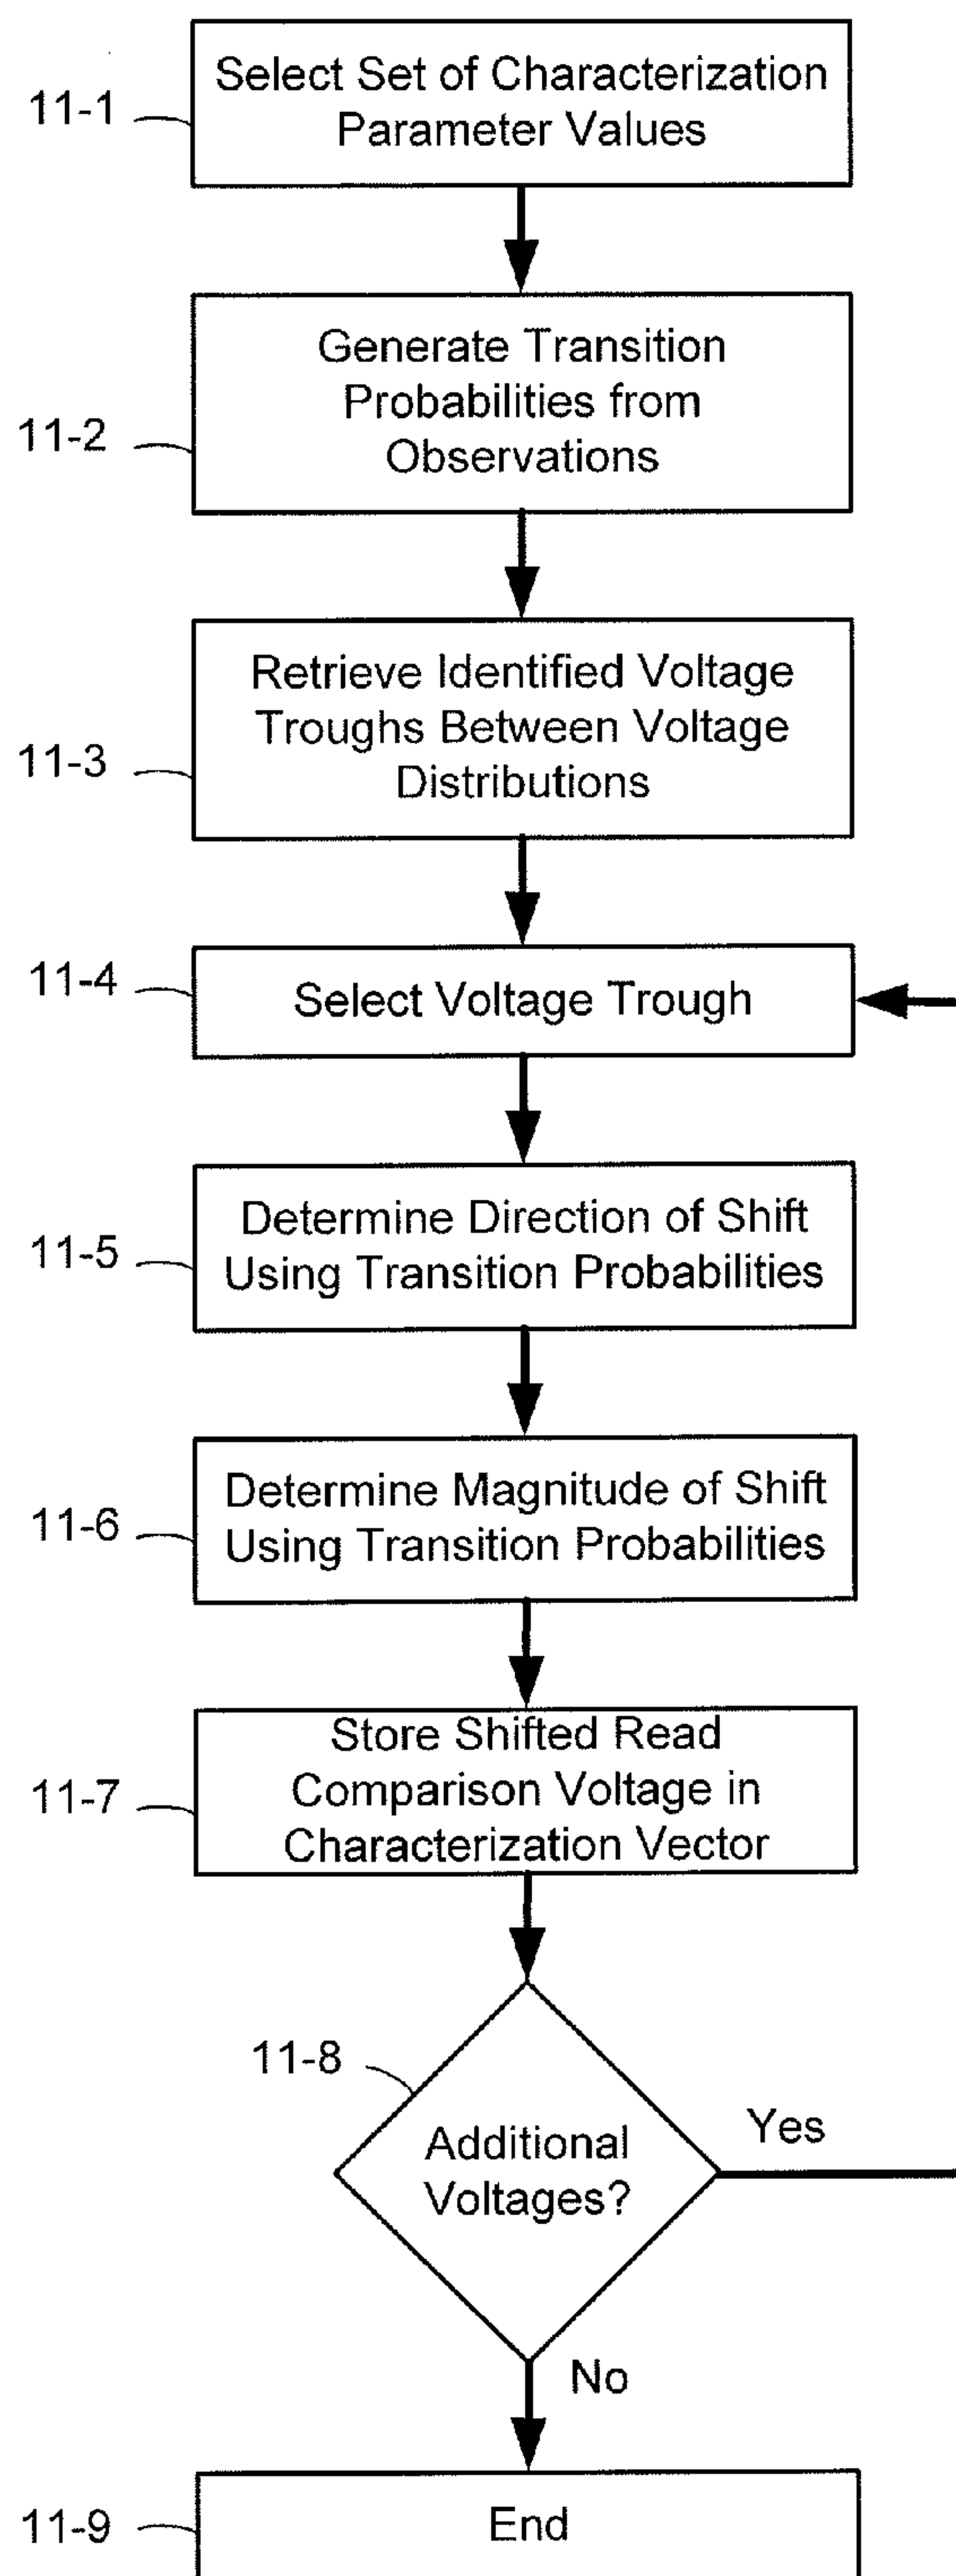 11-1
Select Set of Characterization
Parameter Values
11-2
Generate Transition
Probabilities from
Observations
11-3
Retrieve Identified Voltage
Troughs Between Voltage
Distributions
11-4
Select Voltage Trough
11-5
Determine Direction of Shift
Using Transition Probabilities
11-6
Determine Magnitude of Shift
Using Transition Probabilities
11-7
Store Shifted Read
Comparison Voltage in
Characterization Vector
11-8
Additional
Voltages?
Yes
No
11-9
End